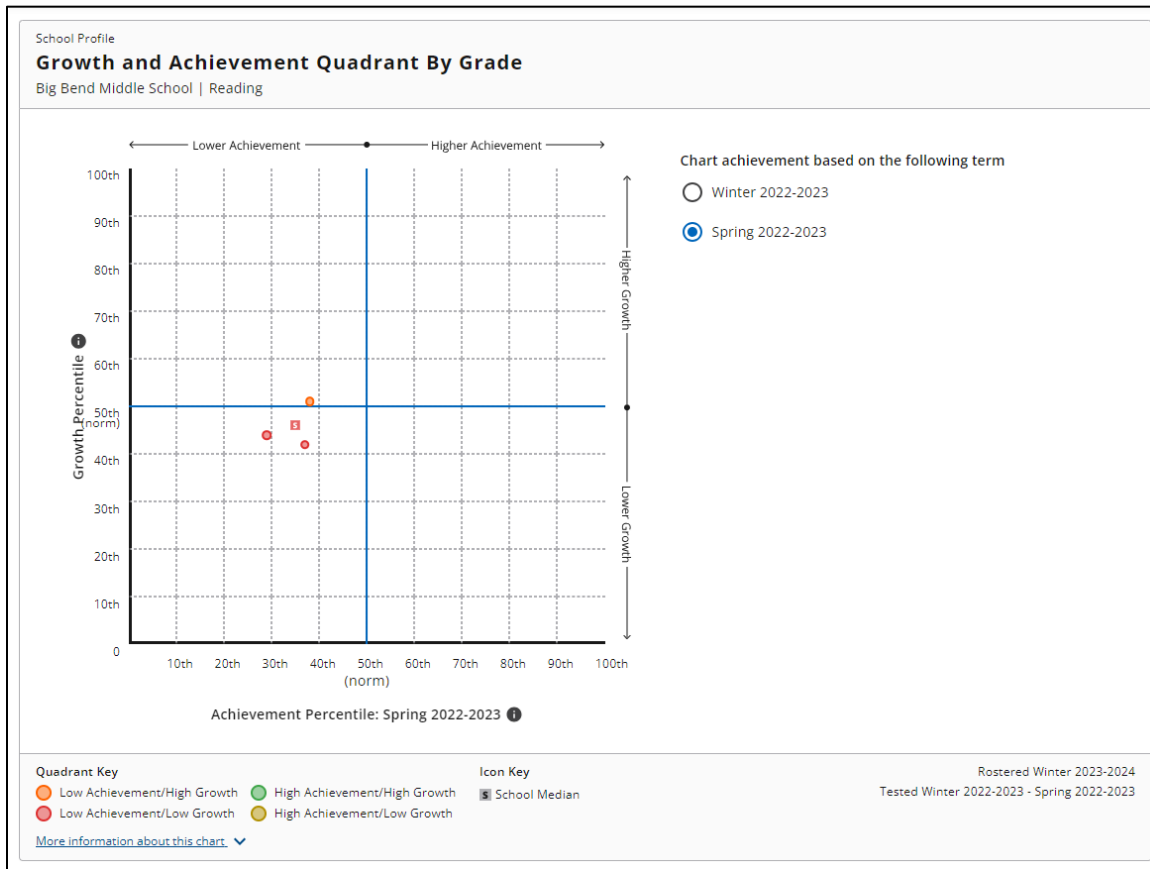 School Profile
Growth and Achievement Quadrant By Grade
Big Bend Middle School | Reading
Lower Achievement
Higher Achievement
Chart achievement based on the following term
Winter 2022-2023
Spring 2022-2023
100th
90th
80th
70th
60th
50th
(norm)
40th
30th
20th
10th
0
Growth Percentile i
Higher Growth
Lower Growth
S
10th 20th 30th 40th 50th 60th 70th 80th 90th 100th
(norm)
Achievement Percentile: Spring 2022-2023 i
Quadrant Key
Low Achievement/High Growth
High Achievement/High Growth
Low Achievement/Low Growth
High Achievement/Low Growth
More information about this chart
Icon Key
S School Median
Rostered Winter 2023-2024
Tested Winter 2022-2023 - Spring 2022-2023